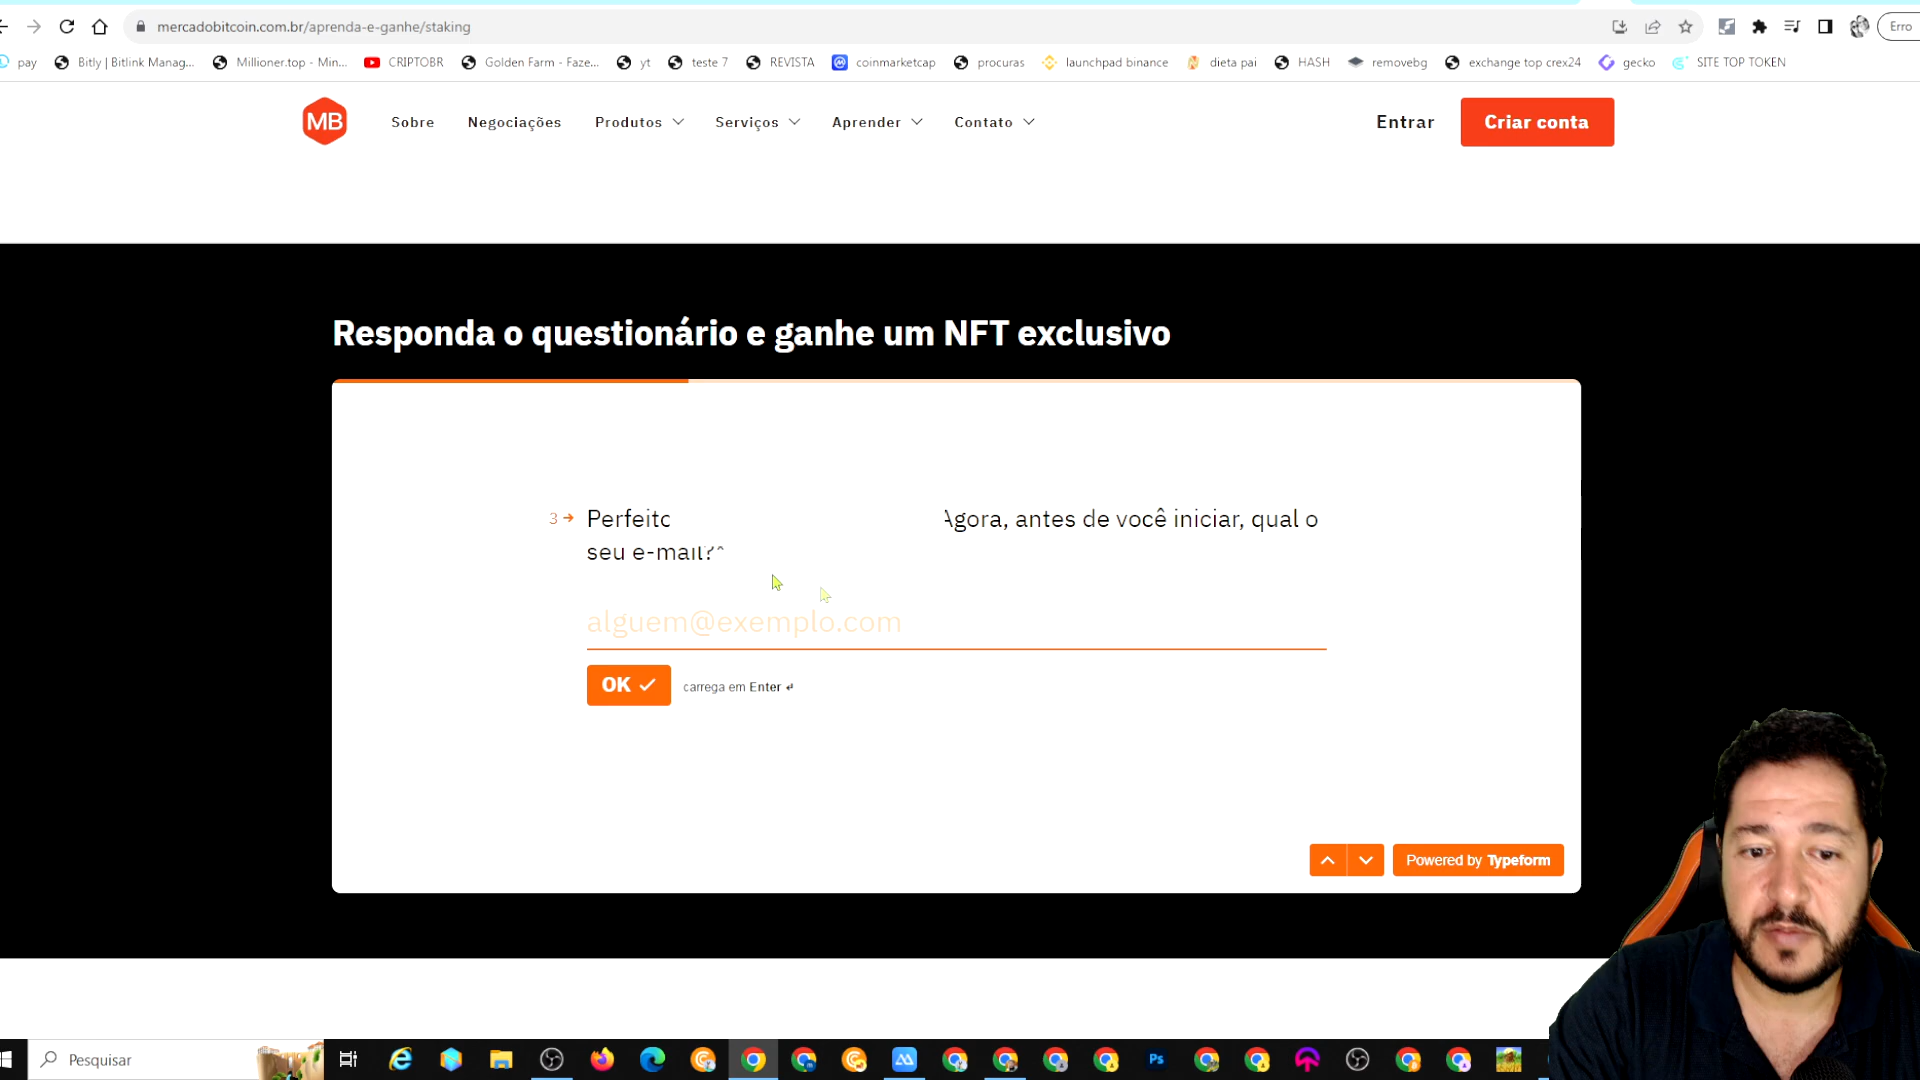 mercadobitcoin.com.br/aprenda-e-ganhe/staking
Erro
pay
Bitly | Bitlink Manag...
Millioner.top - Min...
CRIPTOBR
Golden Farm - Faze...
yt
teste 7
REVISTA
coinmarketcap
procuras
launchpad binance
dieta pai
HASH
removebg
exchange top crex24
gecko
SITE TOP TOKEN
MB
Sobre
Negociações
Produtos
Serviços
Aprender
Contato
Entrar
Criar conta
Responda o questionário e ganhe um NFT exclusivo
3 → Perfeito Agora, antes de você iniciar, qual o
seu e-mail?*
alguem@exemplo.com
OK
carrega em Enter ↵
Powered by Typeform
Pesquisar
Ps